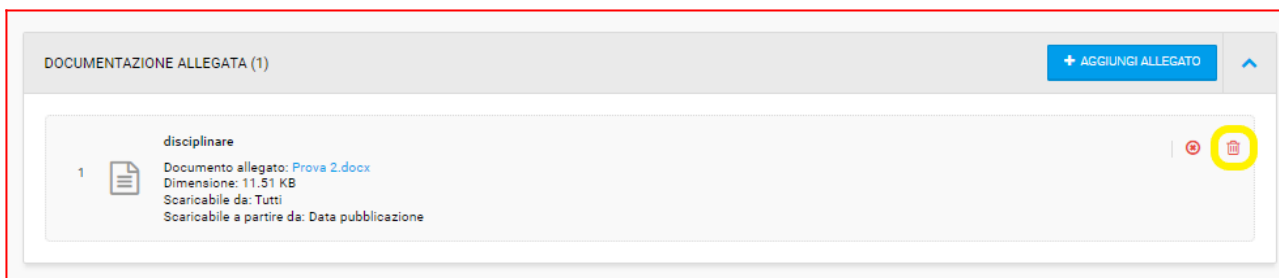 DOCUMENTAZIONE ALLEGATA (1)
+ AGGIUNGI ALLEGATO
disciplinare
1
Documento allegato: Prova 2.docx
Dimensione: 11.51 KB
Scaricabile da: Tutti
Scaricabile a partire da: Data pubblicazione